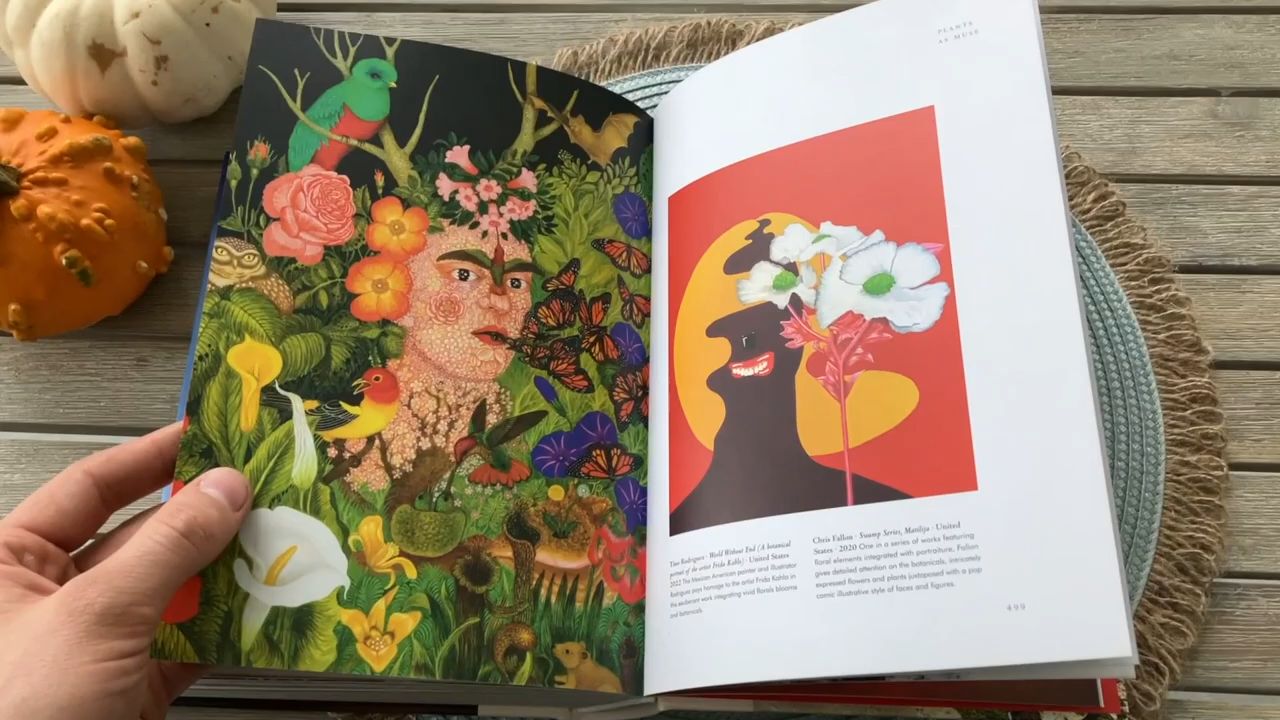 PLANTS
AS MUSE
Tino Rodriguez · World Without End (A botanical
portrait of the artist Frida Kahlo) · United States
2022 The Mexican American painter and illustrator
Rodriguez pays homage to the artist Frida Kahlo in
this exuberant work integrating vivid florals blooms
and botanicals.
Chris Fallon · Swamp Series, Matilija · United
States · 2020 One in a series of works featuring
floral elements integrated with portraiture, Fallon
gives detailed attention on the botanicals, intricately
expressed flowers and plants juxtaposed with a pop
comic illustrative style of faces and figures.
499